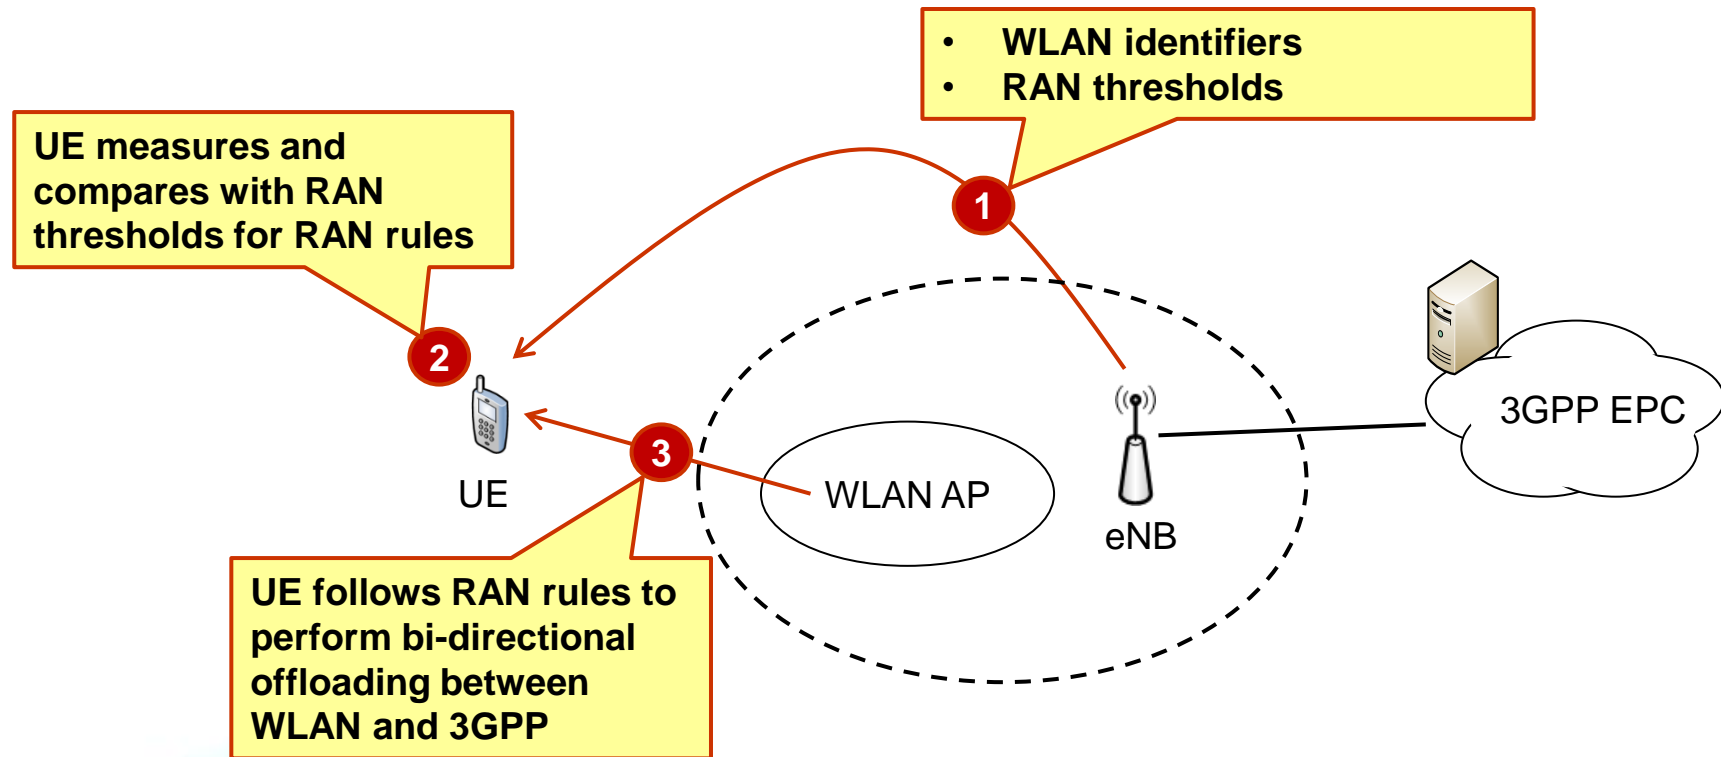 • WLAN identifiers
• RAN thresholds
UE measures and
compares with RAN
thresholds for RAN rules
1
2
3GPP EPC
3
UE
WLAN AP
eNB
UE follows RAN rules to
perform bi-directional
offloading between
WLAN and 3GPP